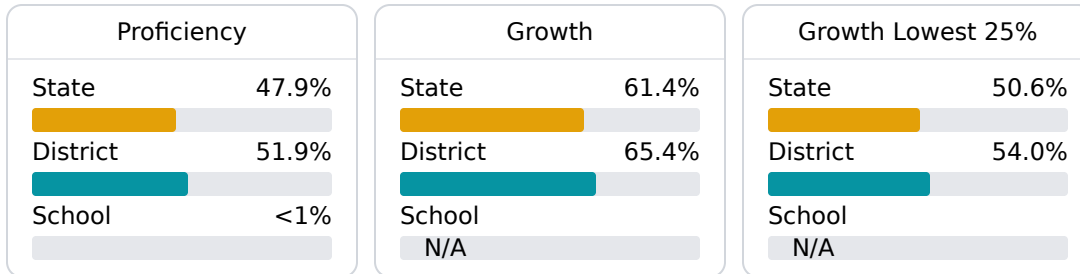 Proficiency
State 47.9%
District 51.9%
School <1%
Growth
State 61.4%
District 65.4%
School
N/A
Growth Lowest 25%
State 50.6%
District 54.0%
School
N/A